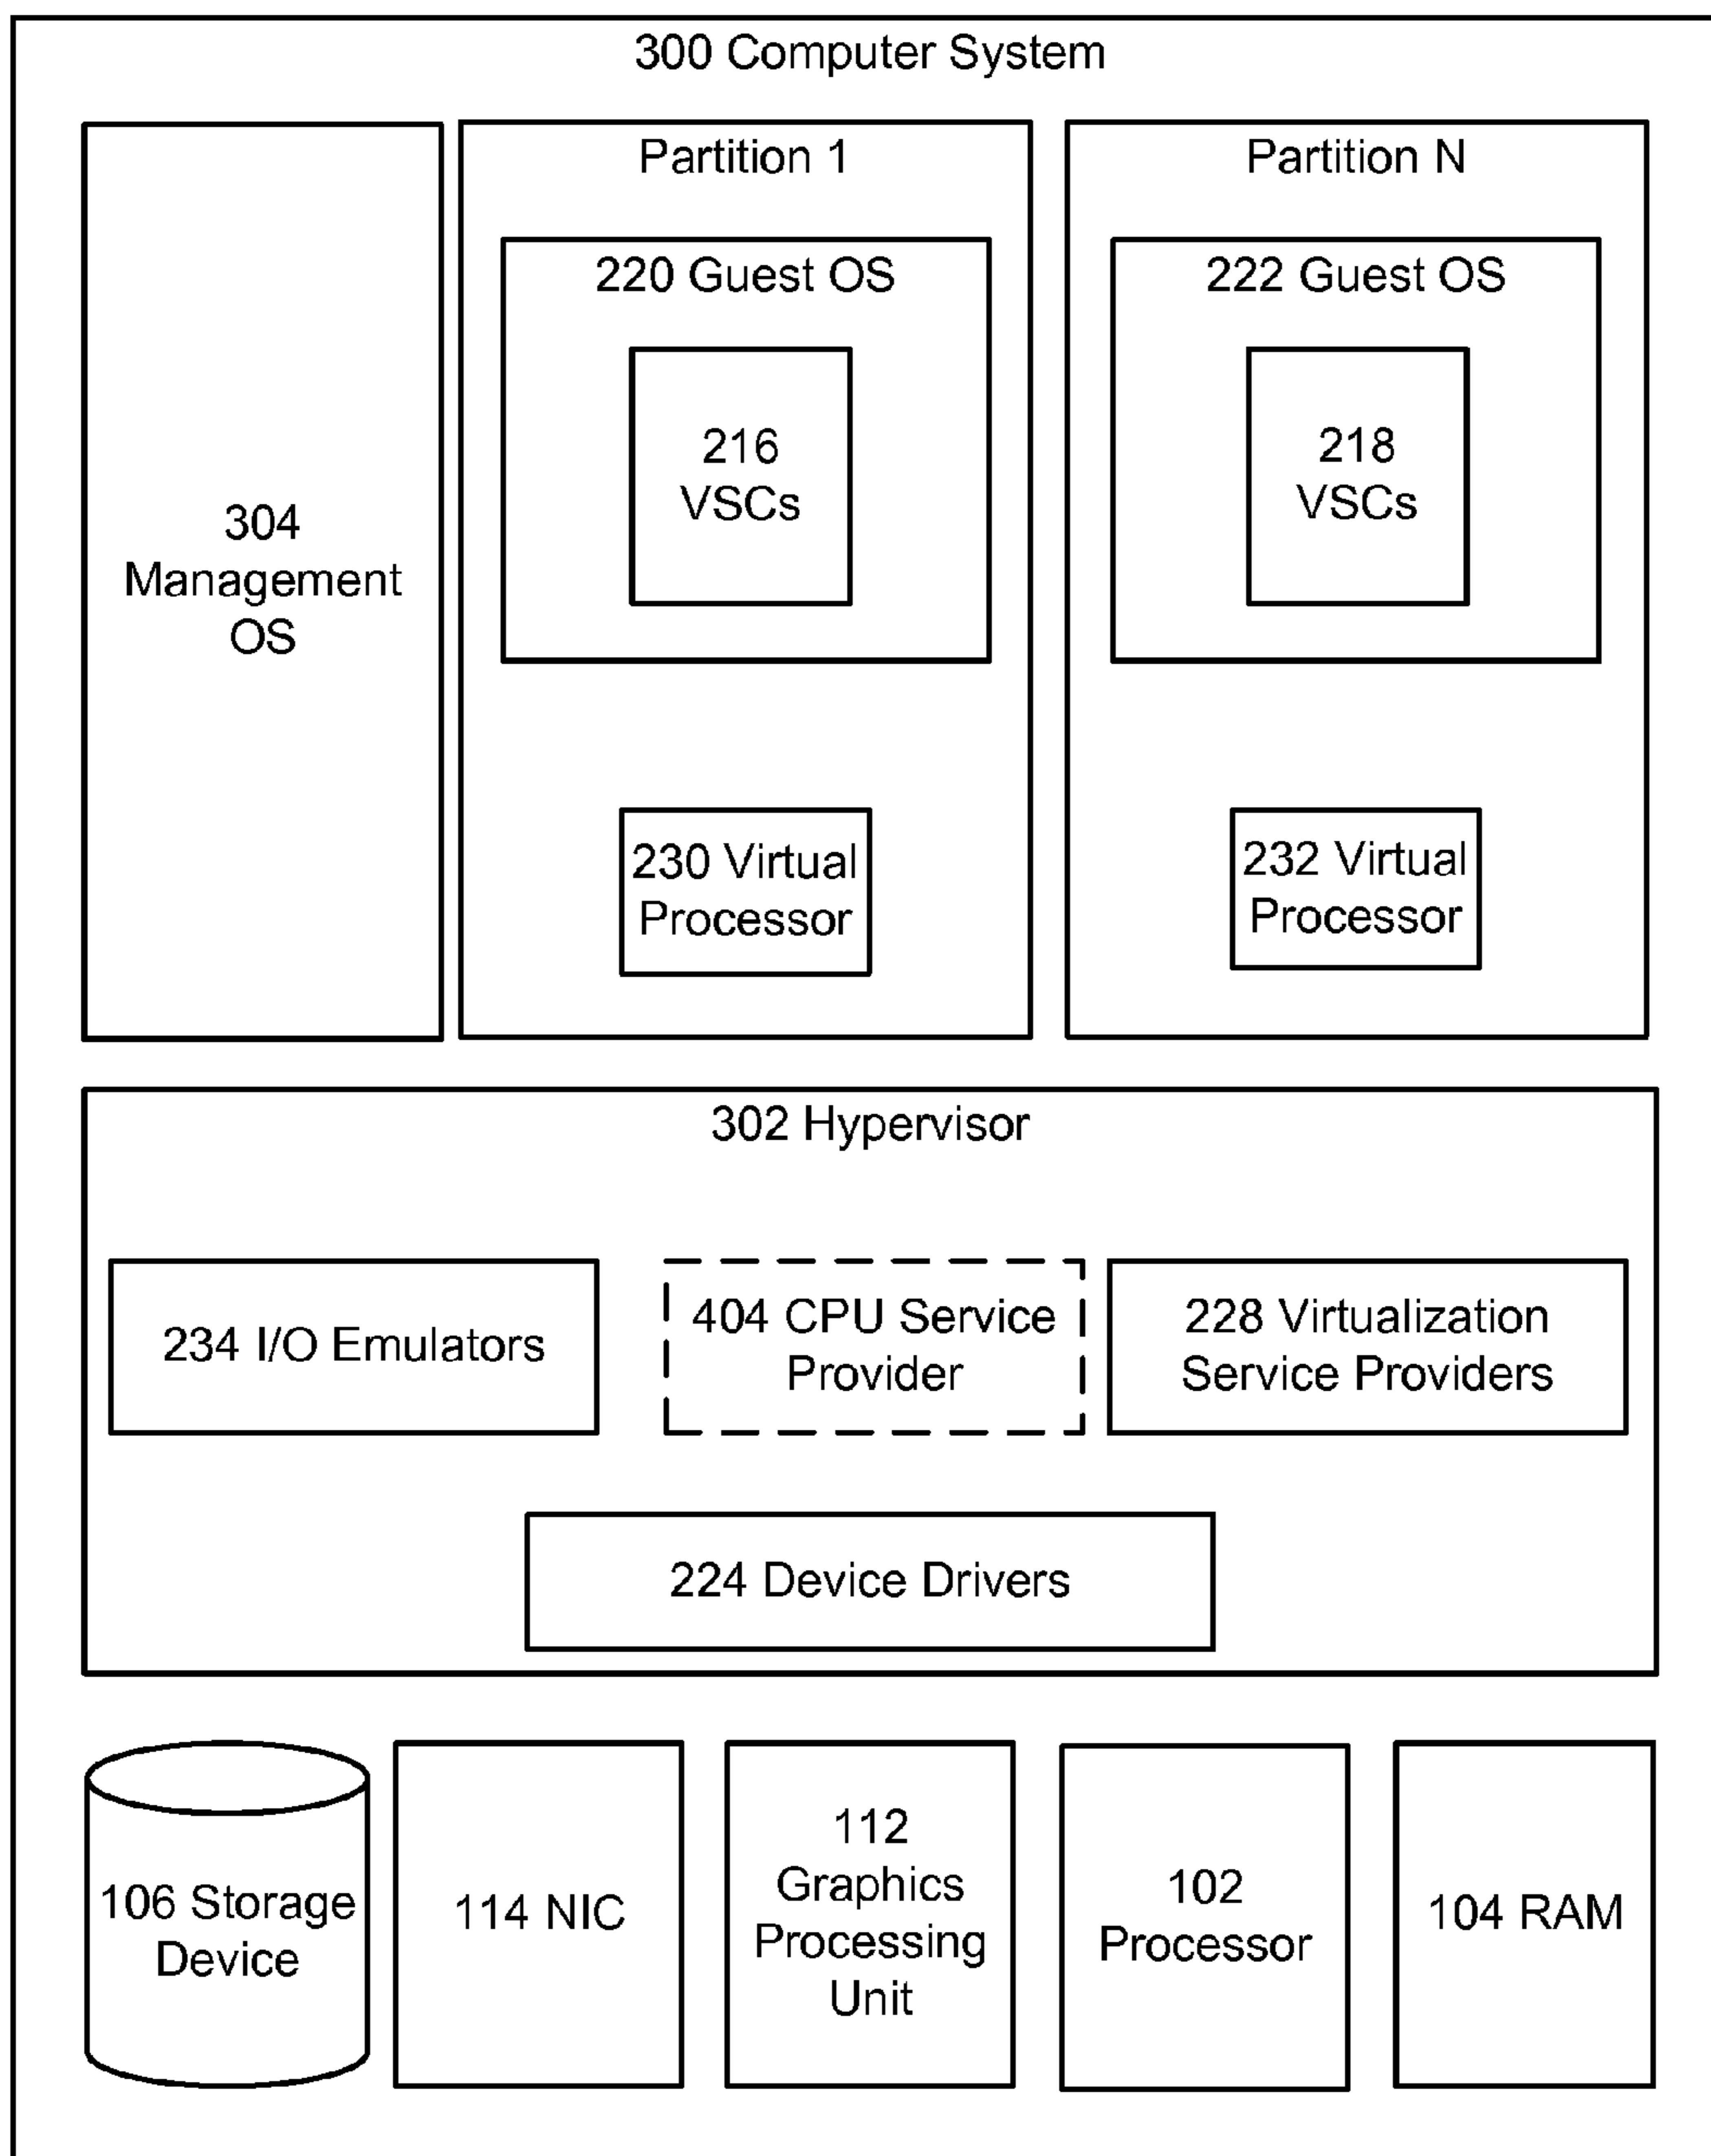 300 Computer System
304
Management
OS
Partition 1
220 Guest OS
216
VSCs
230 Virtual
Processor
Partition N
222 Guest OS
218
VSCs
232 Virtual
Processor
302 Hypervisor
234 I/O Emulators
404 CPU Service
Provider
228 Virtualization
Service Providers
224 Device Drivers
106 Storage
Device
114 NIC
112
Graphics
Processing
Unit
102
Processor
104 RAM